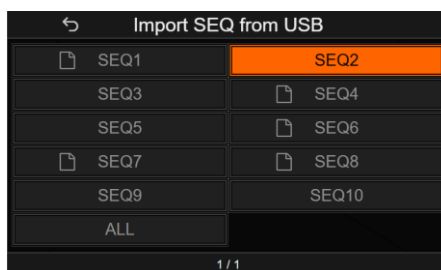 Import SEQ from USB
SEQ1 SEQ2
SEQ3 SEQ4
SEQ5 SEQ6
SEQ7 SEQ8
SEQ9 SEQ10
ALL
1 / 1